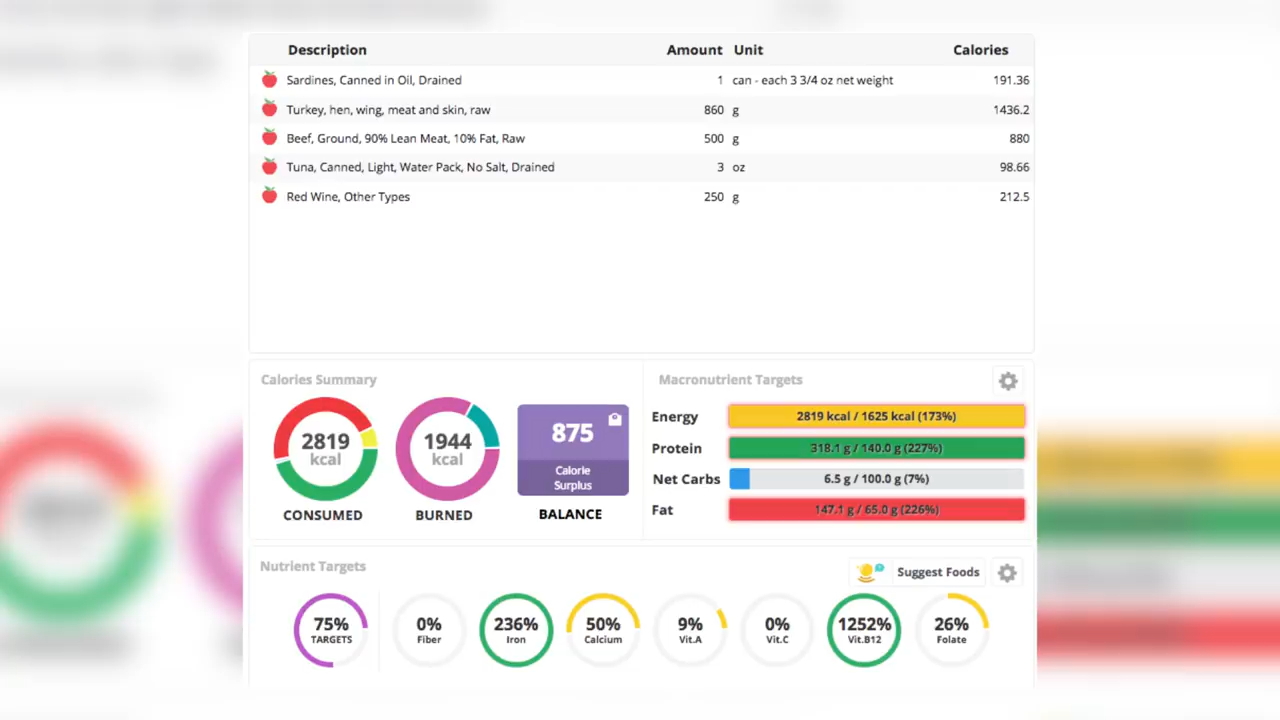 Description Amount Unit Calories
Sardines, Canned in Oil, Drained 1 can - each 3 3/4 oz net weight 191.36
Turkey, hen, wing, meat and skin, raw 860 g 1436.2
Beef, Ground, 90% Lean Meat, 10% Fat, Raw 500 g 880
Tuna, Canned, Light, Water Pack, No Salt, Drained 3 oz 98.66
Red Wine, Other Types 250 g 212.5
Calories Summary
2819
kcal
CONSUMED
1944
kcal
BURNED
875
Calorie
Surplus
BALANCE
Macronutrient Targets
Energy 2819 kcal / 1625 kcal (173%)
Protein 318.1 g / 140.0 g (227%)
Net Carbs 6.5 g / 100.0 g (7%)
Fat 147.1 g / 65.0 g (226%)
Nutrient Targets
Suggest Foods
75%
TARGETS
0%
Fiber
236%
Iron
50%
Calcium
9%
Vit.A
0%
Vit.C
1252%
Vit.B12
26%
Folate